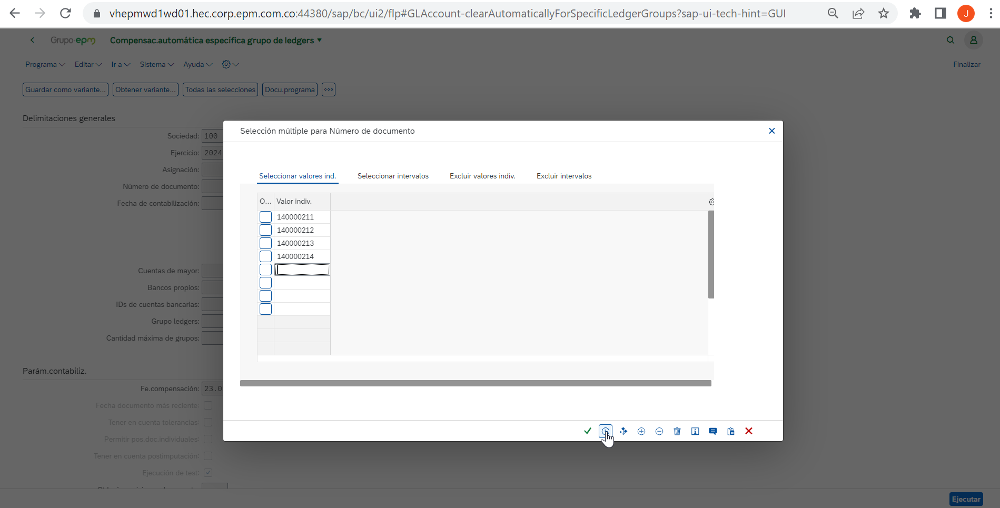 vhepmwd1wd01.hec.corp.epm.com.co:44380/sap/bc/ui2/flp#GLAccount-clearAutomaticallyForSpecificLedgerGroups?sap-ui-tech-hint=GUI
J
Grupo·epm Compensac.automática específica grupo de ledgers
Programa Editar Ir a Sistema Ayuda Finalizar
Guardar como variante... Obtener variante... Todas las selecciones Docu.programa
Delimitaciones generales
Sociedad: 100
Ejercicio: 2024
Asignación:
Número de documento:
Fecha de contabilización:
Cuentas de mayor:
Bancos propios:
IDs de cuentas bancarias:
Grupo ledgers:
Cantidad máxima de grupos:
Parám.contabiliz.
Fe.compensación:
Fecha documento más reciente:
Tener en cuenta tolerancias:
Permitir pos.doc.individuales:
Tener en cuenta postimputación:
Ejecución de test:
Selección múltiple para Número de documento
Seleccionar valores ind. Seleccionar intervalos Excluir valores indiv. Excluir intervalos
O... Valor indiv.
140000211
140000212
140000213
140000214
Ejecutar